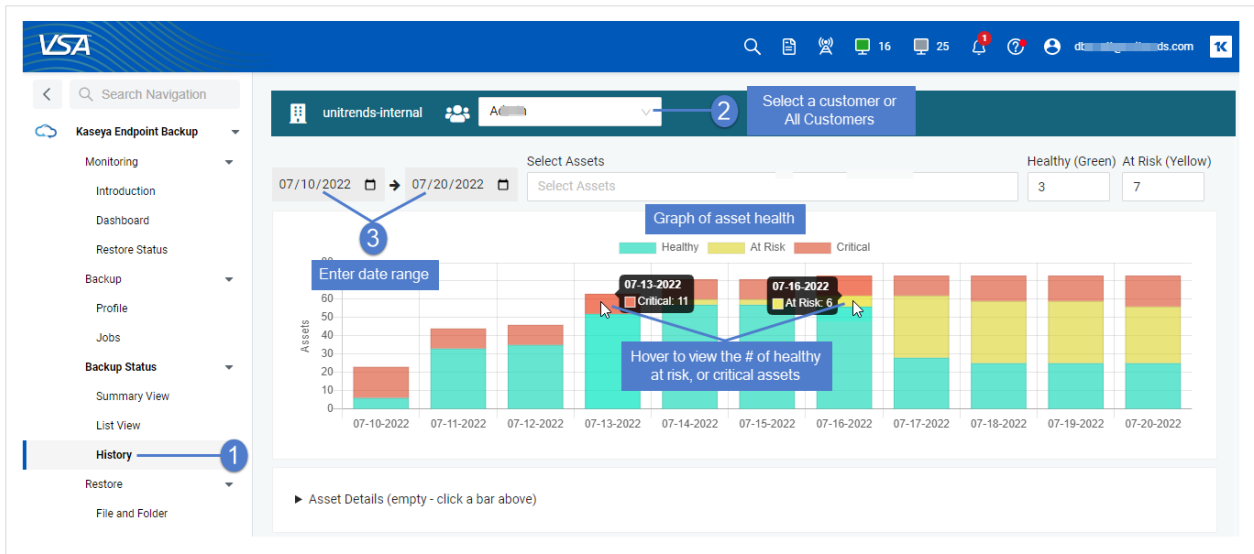 VSA
16
25
1
ds.com
Search Navigation
Kaseya Endpoint Backup
Monitoring
Introduction
Dashboard
Restore Status
Backup
Profile
Jobs
Backup Status
Summary View
List View
History
1
Restore
File and Folder
unitrends-internal
2
Select a customer or
All Customers
07/10/2022
07/20/2022
Select Assets
Select Assets
Healthy (Green)
3
At Risk (Yellow)
7
3
Enter date range
Graph of asset health
Healthy
At Risk
Critical
07-13-2022
Critical: 11
07-16-2022
At Risk: 6
Hover to view the # of healthy
at risk, or critical assets
Assets
60
50
40
30
20
10
0
07-10-2022
07-11-2022
07-12-2022
07-13-2022
07-14-2022
07-15-2022
07-16-2022
07-17-2022
07-18-2022
07-19-2022
07-20-2022
Asset Details (empty - click a bar above)